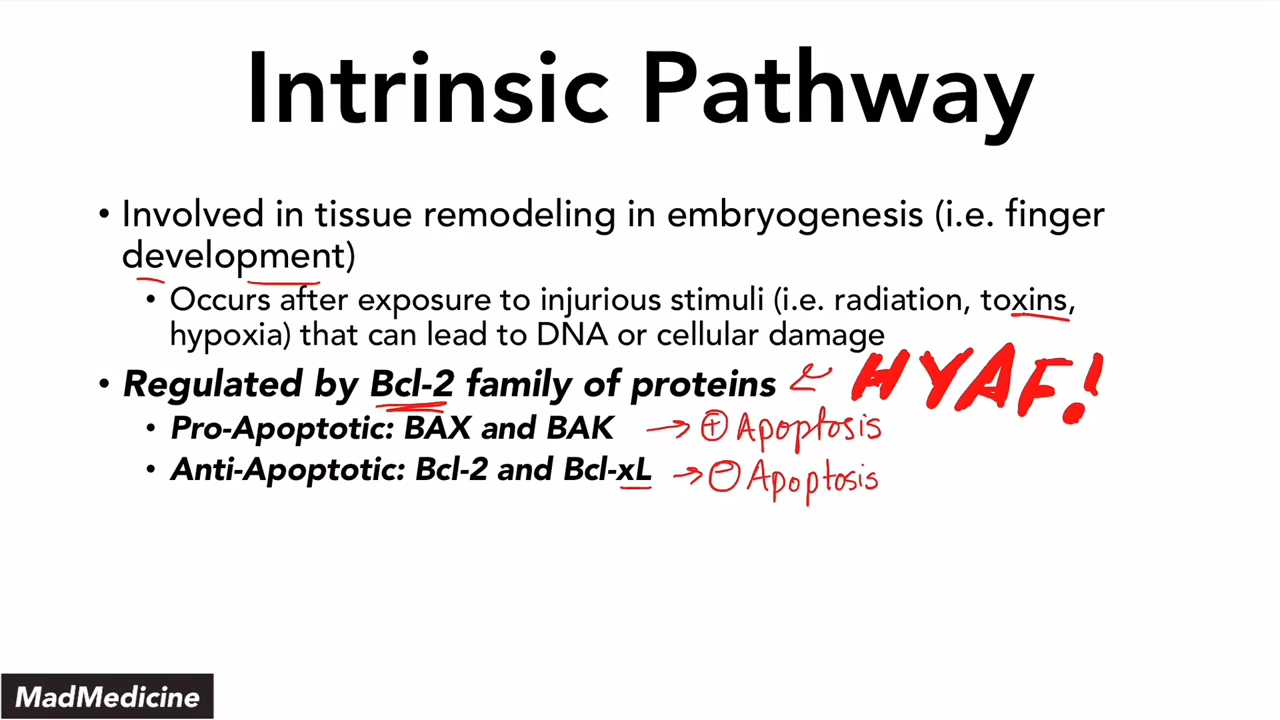 Intrinsic Pathway
• Involved in tissue remodeling in embryogenesis (i.e. finger
development)
• Occurs after exposure to injurious stimuli (i.e. radiation, toxins,
hypoxia) that can lead to DNA or cellular damage
• Regulated by Bcl-2 family of proteins ← HYAF!
• Pro-Apoptotic: BAX and BAK → ⊕ Apoptosis
• Anti-Apoptotic: Bcl-2 and Bcl-xL → ⊖ Apoptosis
MadMedicine